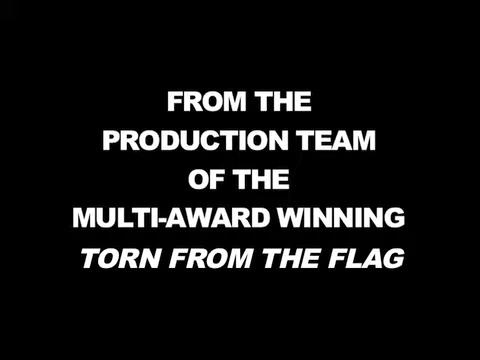 FROM THE
PRODUCTION TEAM
OF THE
MULTI-AWARD WINNING
TORN FROM THE FLAG